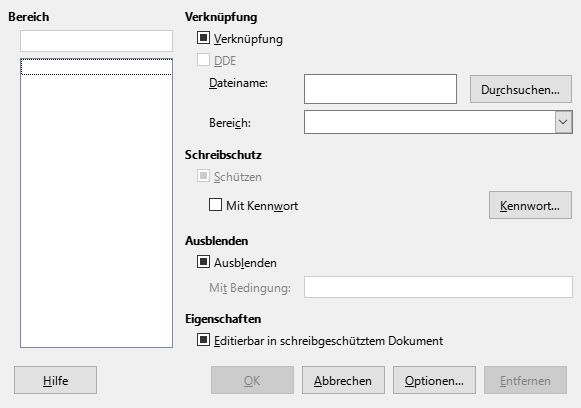 Bereich
Verknüpfung
Verknüpfung
DDE
Dateiname:
Durchsuchen...
Bereich:
Schreibschutz
Schützen
Mit Kennwort
Kennwort...
Ausblenden
Ausblenden
Mit Bedingung:
Eigenschaften
Editierbar in schreibgeschütztem Dokument
Hilfe
OK
Abbrechen
Optionen...
Entfernen